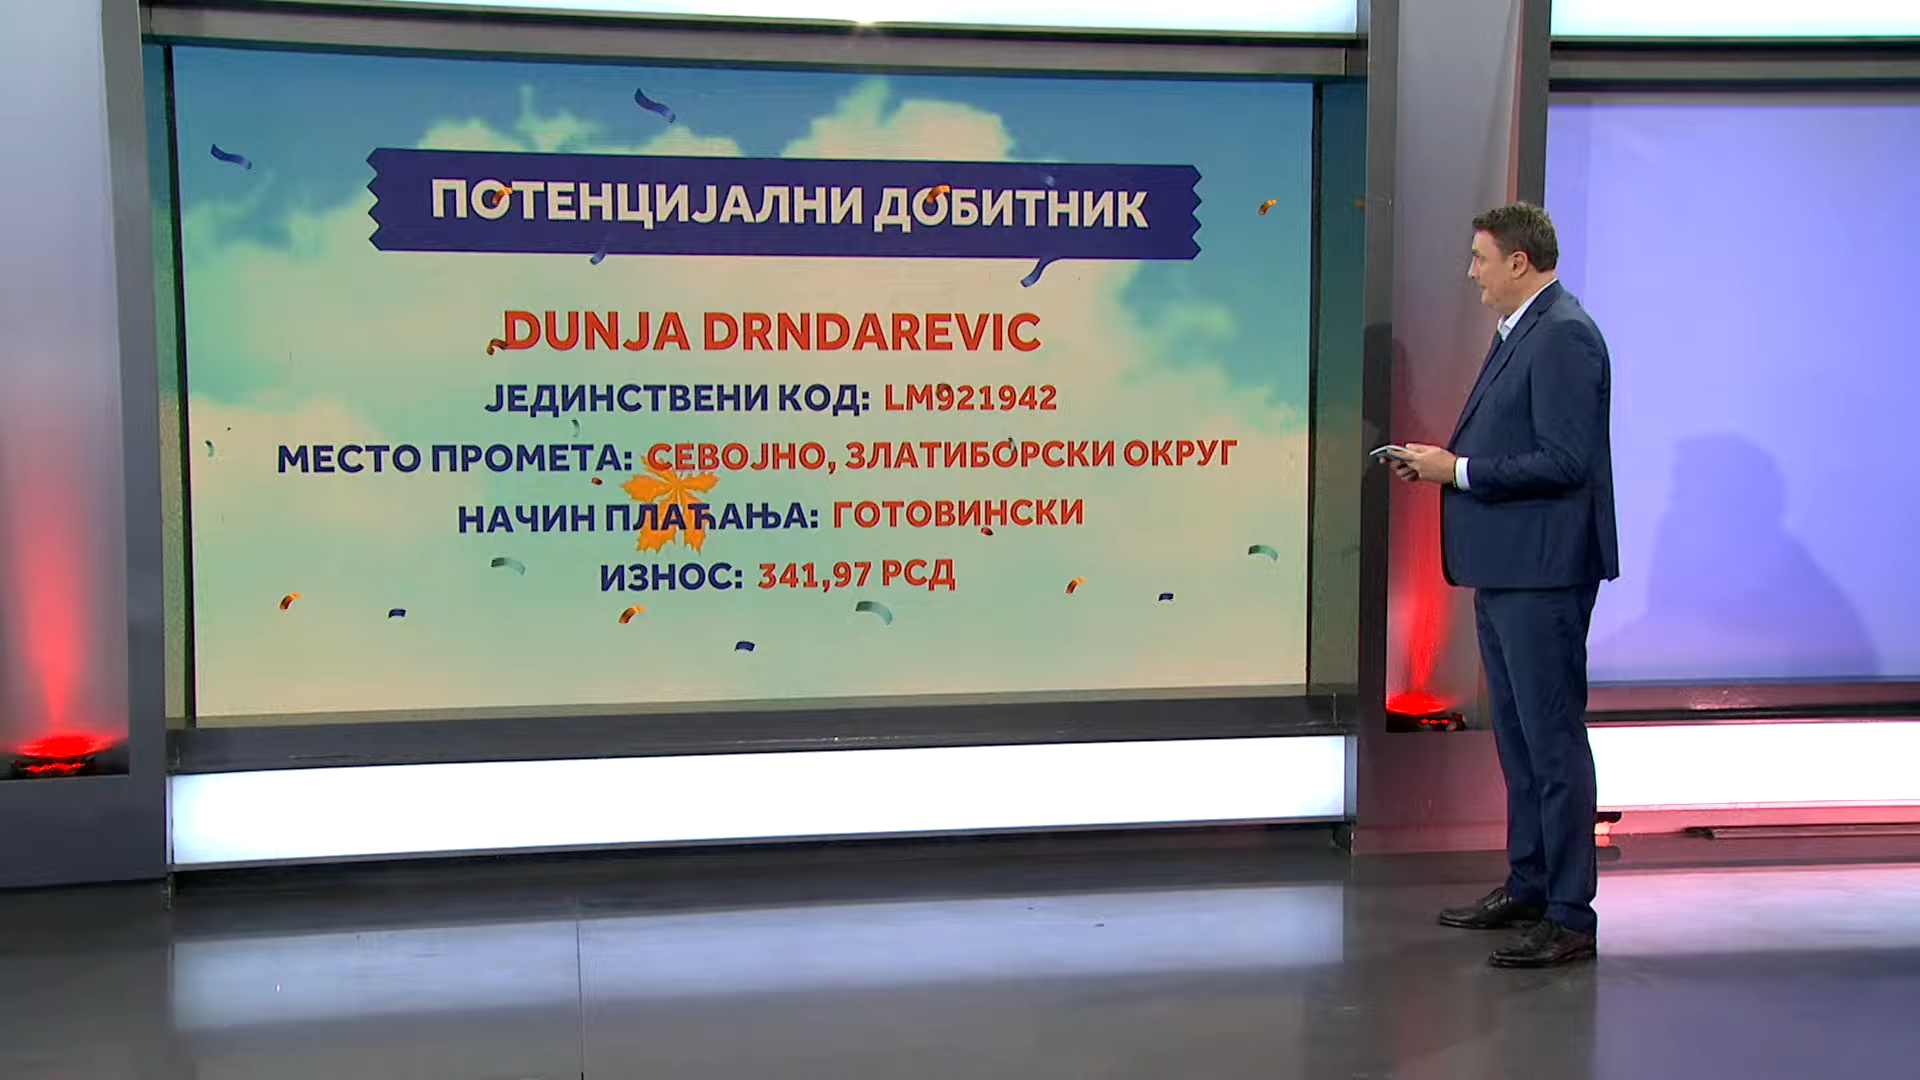 ПОТЕНЦИЈАЛНИ ДОБИТНИК
DUNJA DRNDAREVIC
ЈЕДИНСТВЕНИ КОД: LM921942
МЕСТО ПРОМЕТА: СЕВОЈНО, ЗЛАТИБОРСКИ ОКРУГ
НАЧИН ПЛАЋАЊА: ГОТОВИНСКИ
ИЗНОС: 341,97 РСД